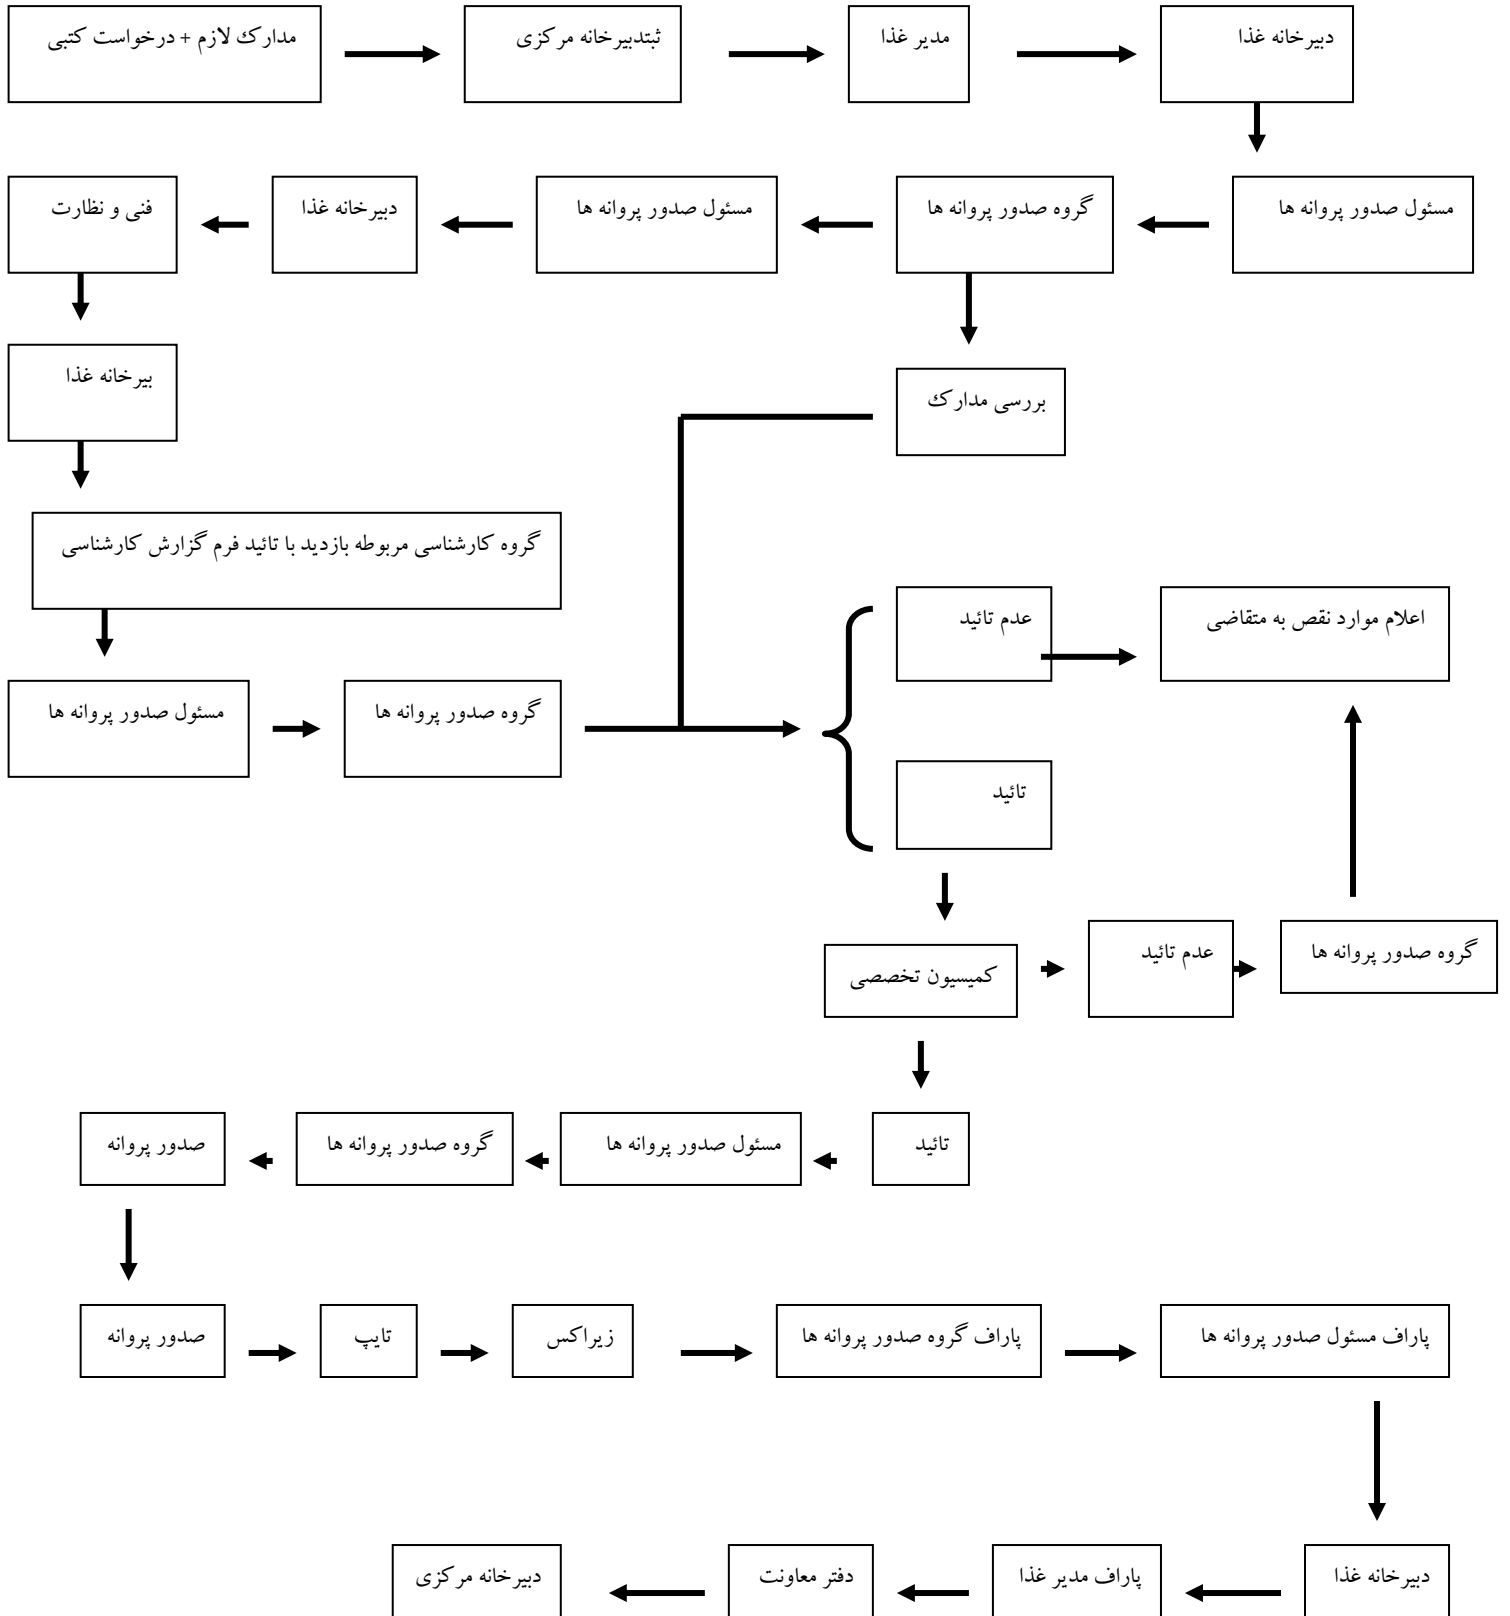 مدارک لازم + درخواست کتبی
ثبتدبیرخانه مرکزی
مدیر غذا
دبیرخانه غذا
مسئول صدور پروانه ها
گروه صدور پروانه ها
مسئول صدور پروانه ها
دبیرخانه غذا
فنی و نظارت
بیرخانه غذا
بررسی مدارک
گروه کارشناسی مربوطه بازدید با تائید فرم گزارش کارشناسی
عدم تائید
اعلام موارد نقص به متقاضی
مسئول صدور پروانه ها
گروه صدور پروانه ها
تائید
کمیسیون تخصصی
عدم تائید
گروه صدور پروانه ها
تائید
مسئول صدور پروانه ها
گروه صدور پروانه ها
صدور پروانه
صدور پروانه
تایپ
زیراکس
پاراف گروه صدور پروانه ها
پاراف مسئول صدور پروانه ها
دبیرخانه غذا
پاراف مدیر غذا
دفتر معاونت
دبیرخانه مرکزی